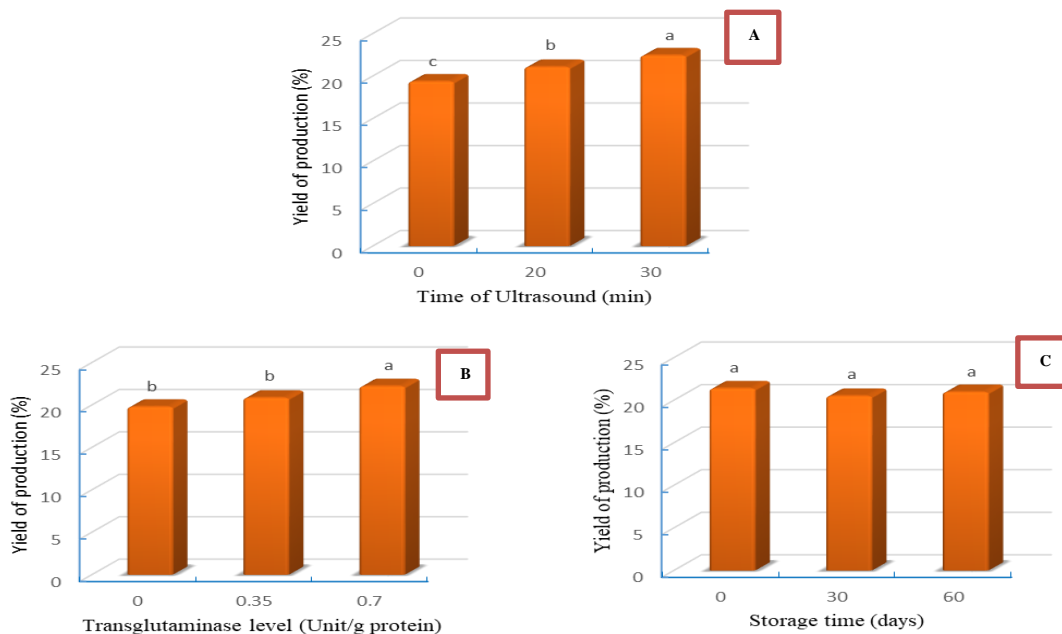 A
Yield of production (%)
25
20
15
10
5
0
c
b
a
0 20 30
Time of Ultrasound (min)
B
Yield of production (%)
25
20
15
10
5
0
b
b
a
0 0.35 0.7
Transglutaminase level (Unit/g protein)
C
Yield of production (%)
25
20
15
10
5
0
a
a
a
0 30 60
Storage time (days)